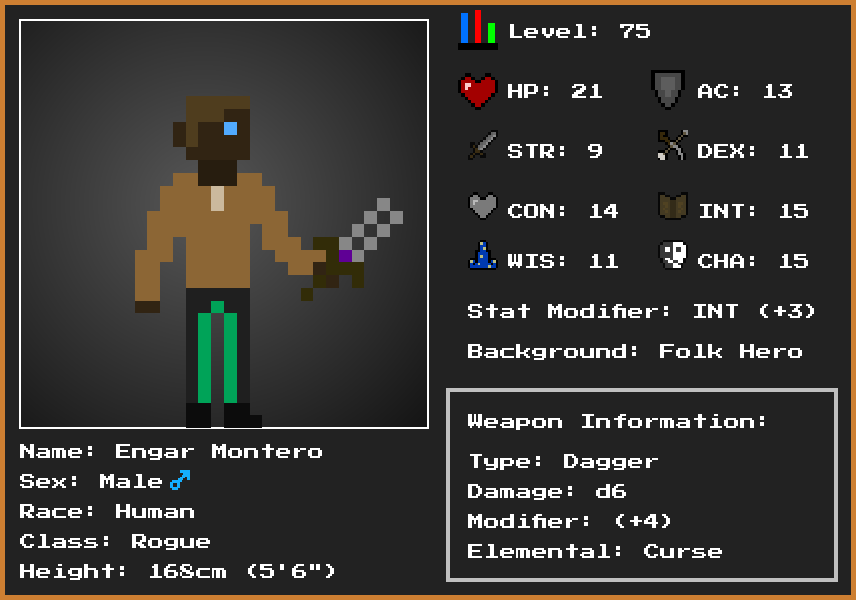 Level: 75
HP: 21 AC: 13
STR: 9 DEX: 11
CON: 14 INT: 15
WIS: 11 CHA: 15
Stat Modifier: INT (+3)
Background: Folk Hero
Weapon Information:
Type: Dagger
Damage: d6
Modifier: (+4)
Elemental: Curse
Name: Engar Montero
Sex: Male♂
Race: Human
Class: Rogue
Height: 168cm (5'6")